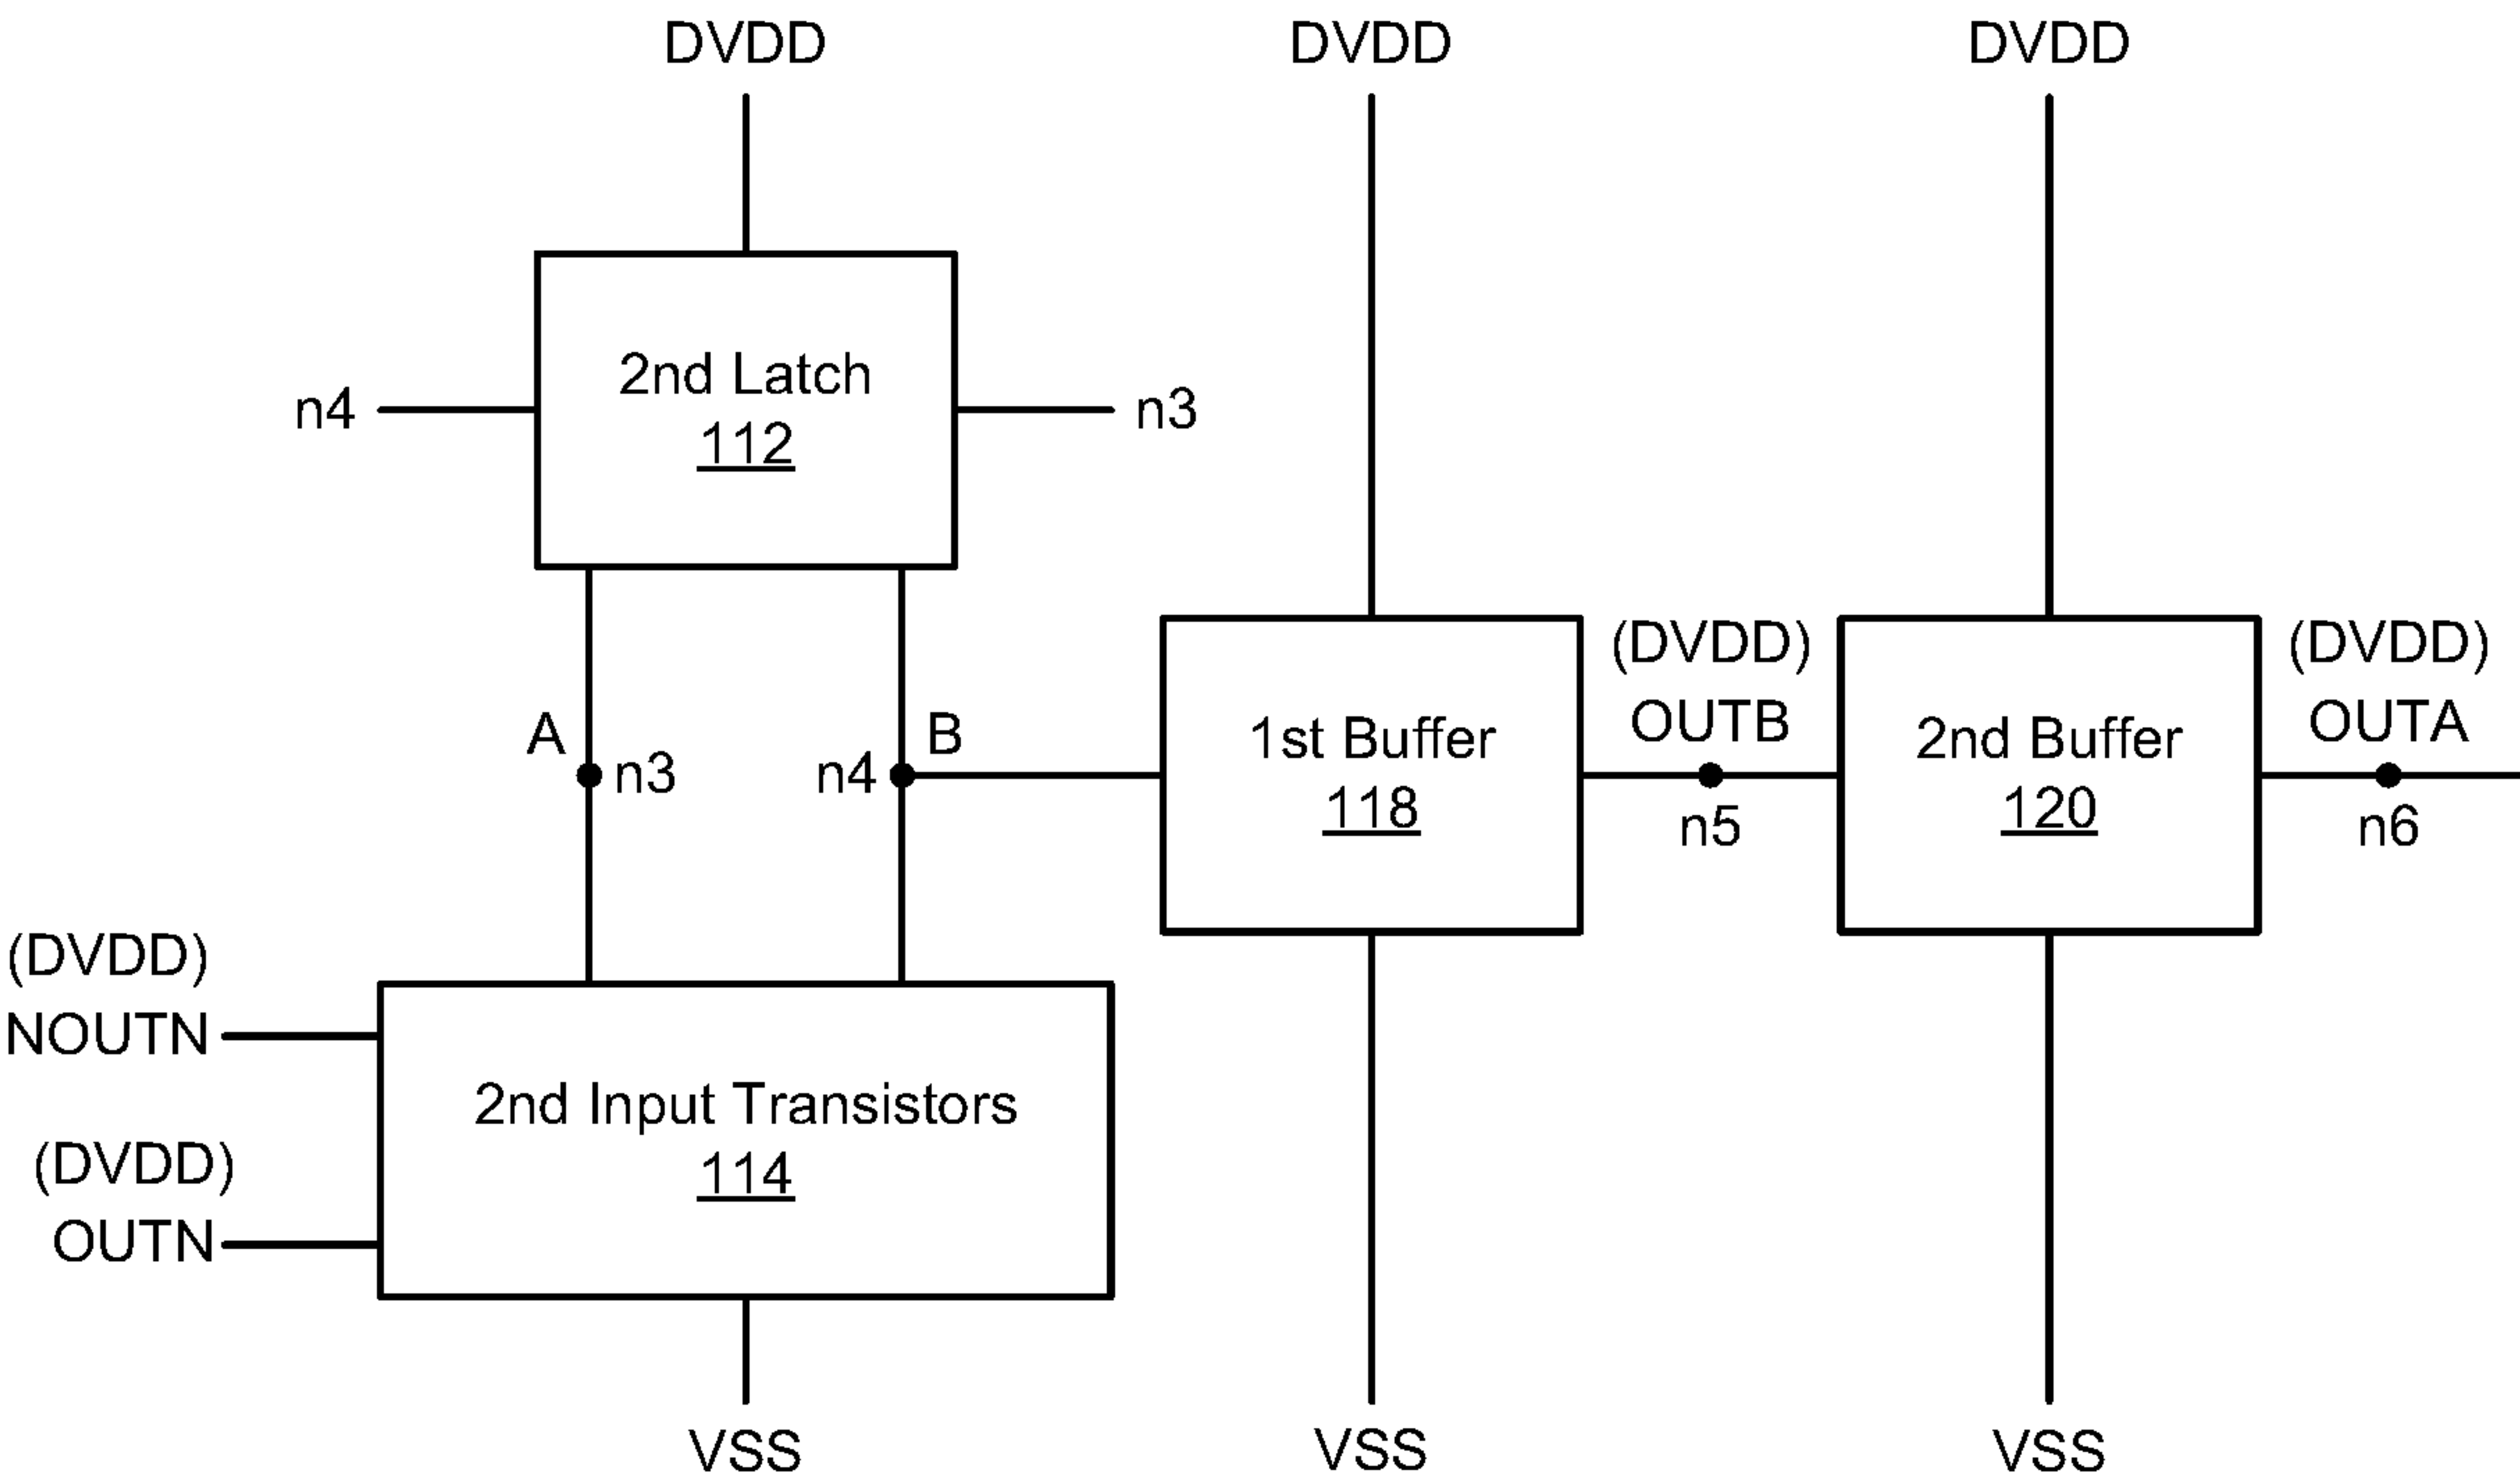 DVDD
DVDD
DVDD
2nd Latch
112
n4
n3
A
n3
n4
B
1st Buffer
118
(DVDD)
OUTB
n5
2nd Buffer
120
(DVDD)
OUTA
n6
(DVDD)
NOUTN
(DVDD)
OUTN
2nd Input Transistors
114
VSS
VSS
VSS